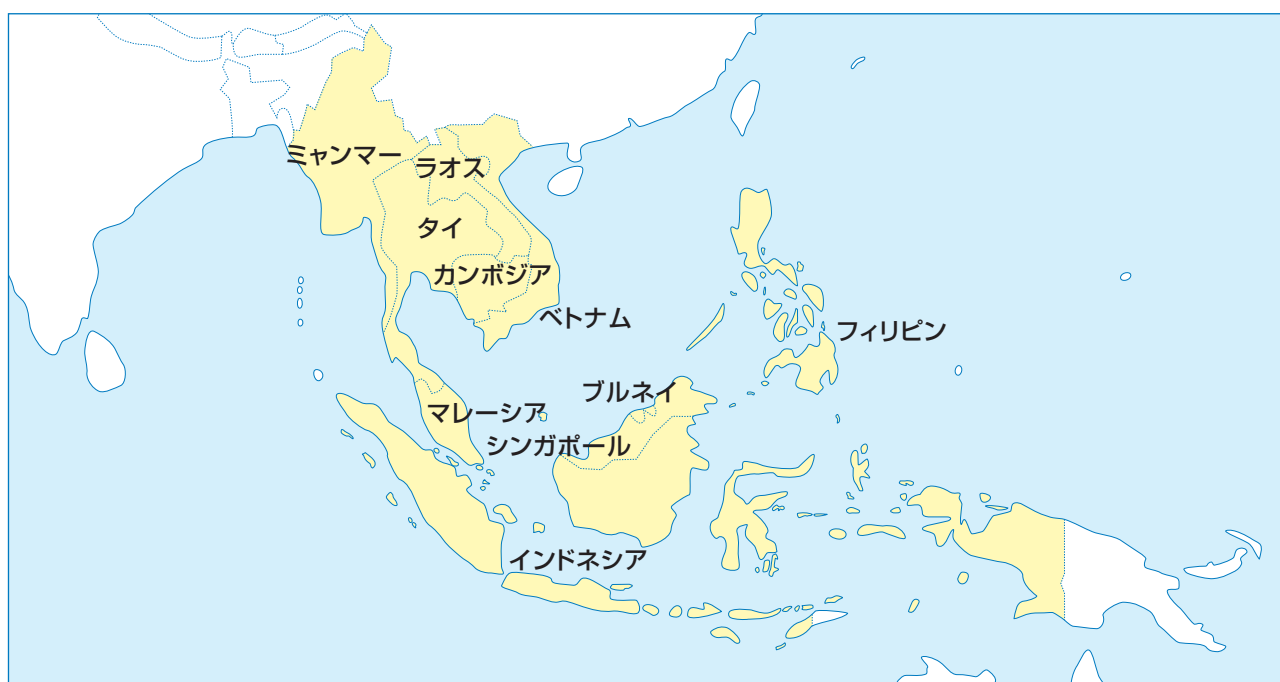 ミャンマー
ラオス
タイ
カンボジア
ベトナム
フィリピン
ブルネイ
マレーシア
シンガポール
インドネシア